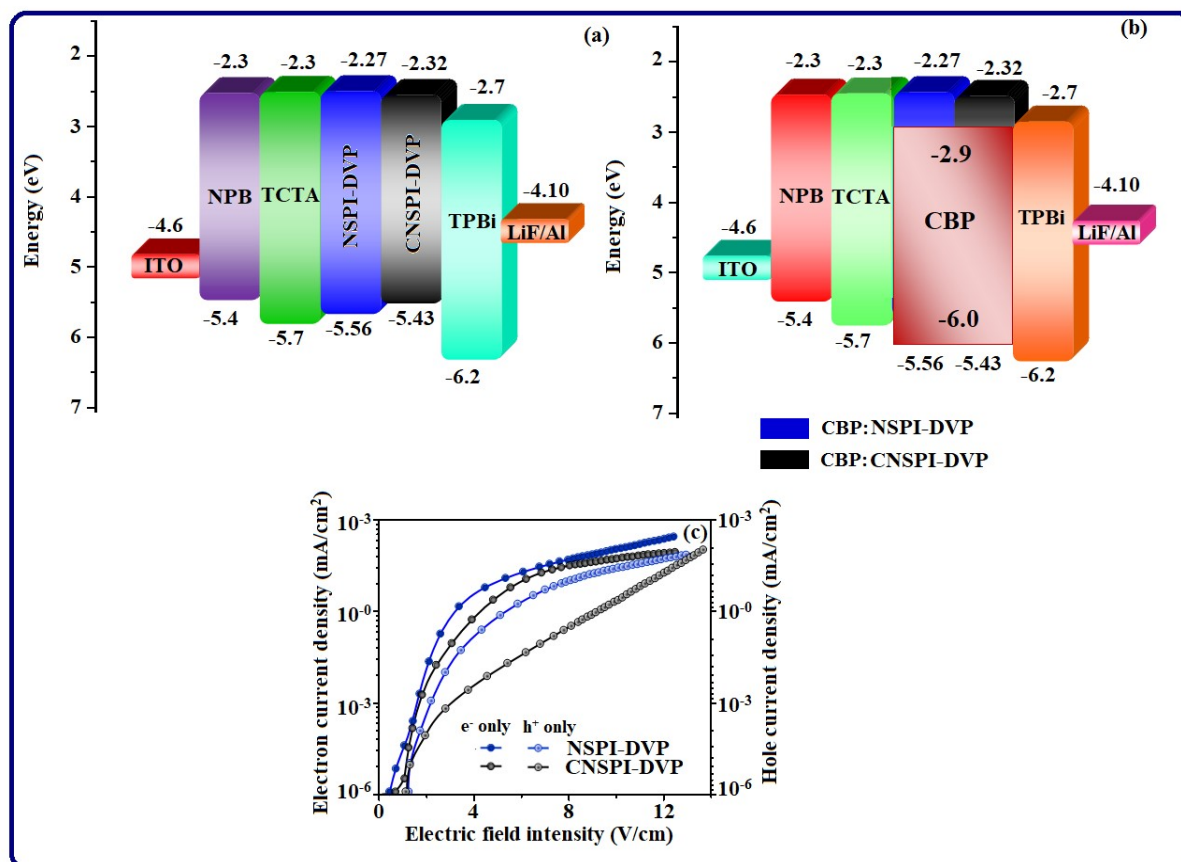 (a)
-2.3 -2.3 -2.27 -2.32
-2.7
-4.10
-4.6
NPB TCTA NSPI-DVP CNSPI-DVP TPBi LiF/Al
ITO
-5.4 -5.7 -5.56 -5.43
-6.2
Energy (eV)
2
3
4
5
6
7
(b)
-2.3 -2.3 -2.27 -2.32
-2.7
-2.9
-4.10
-4.6
NPB TCTA CBP TPBi LiF/Al
ITO
-6.0
-5.4 -5.7 -5.56 -5.43
-6.2
Energy (eV)
2
3
4
5
6
7
CBP:NSPI-DVP
CBP:CNSPI-DVP
(c)
Electron current density (mA/cm²)
10⁻³
10⁻⁰
10⁻³
10⁻⁶
Hole current density (mA/cm²)
10⁻³
10⁻⁰
10⁻³
10⁻⁶
e⁻ only h⁺ only
NSPI-DVP
CNSPI-DVP
0 4 8 12
Electric field intensity (V/cm)